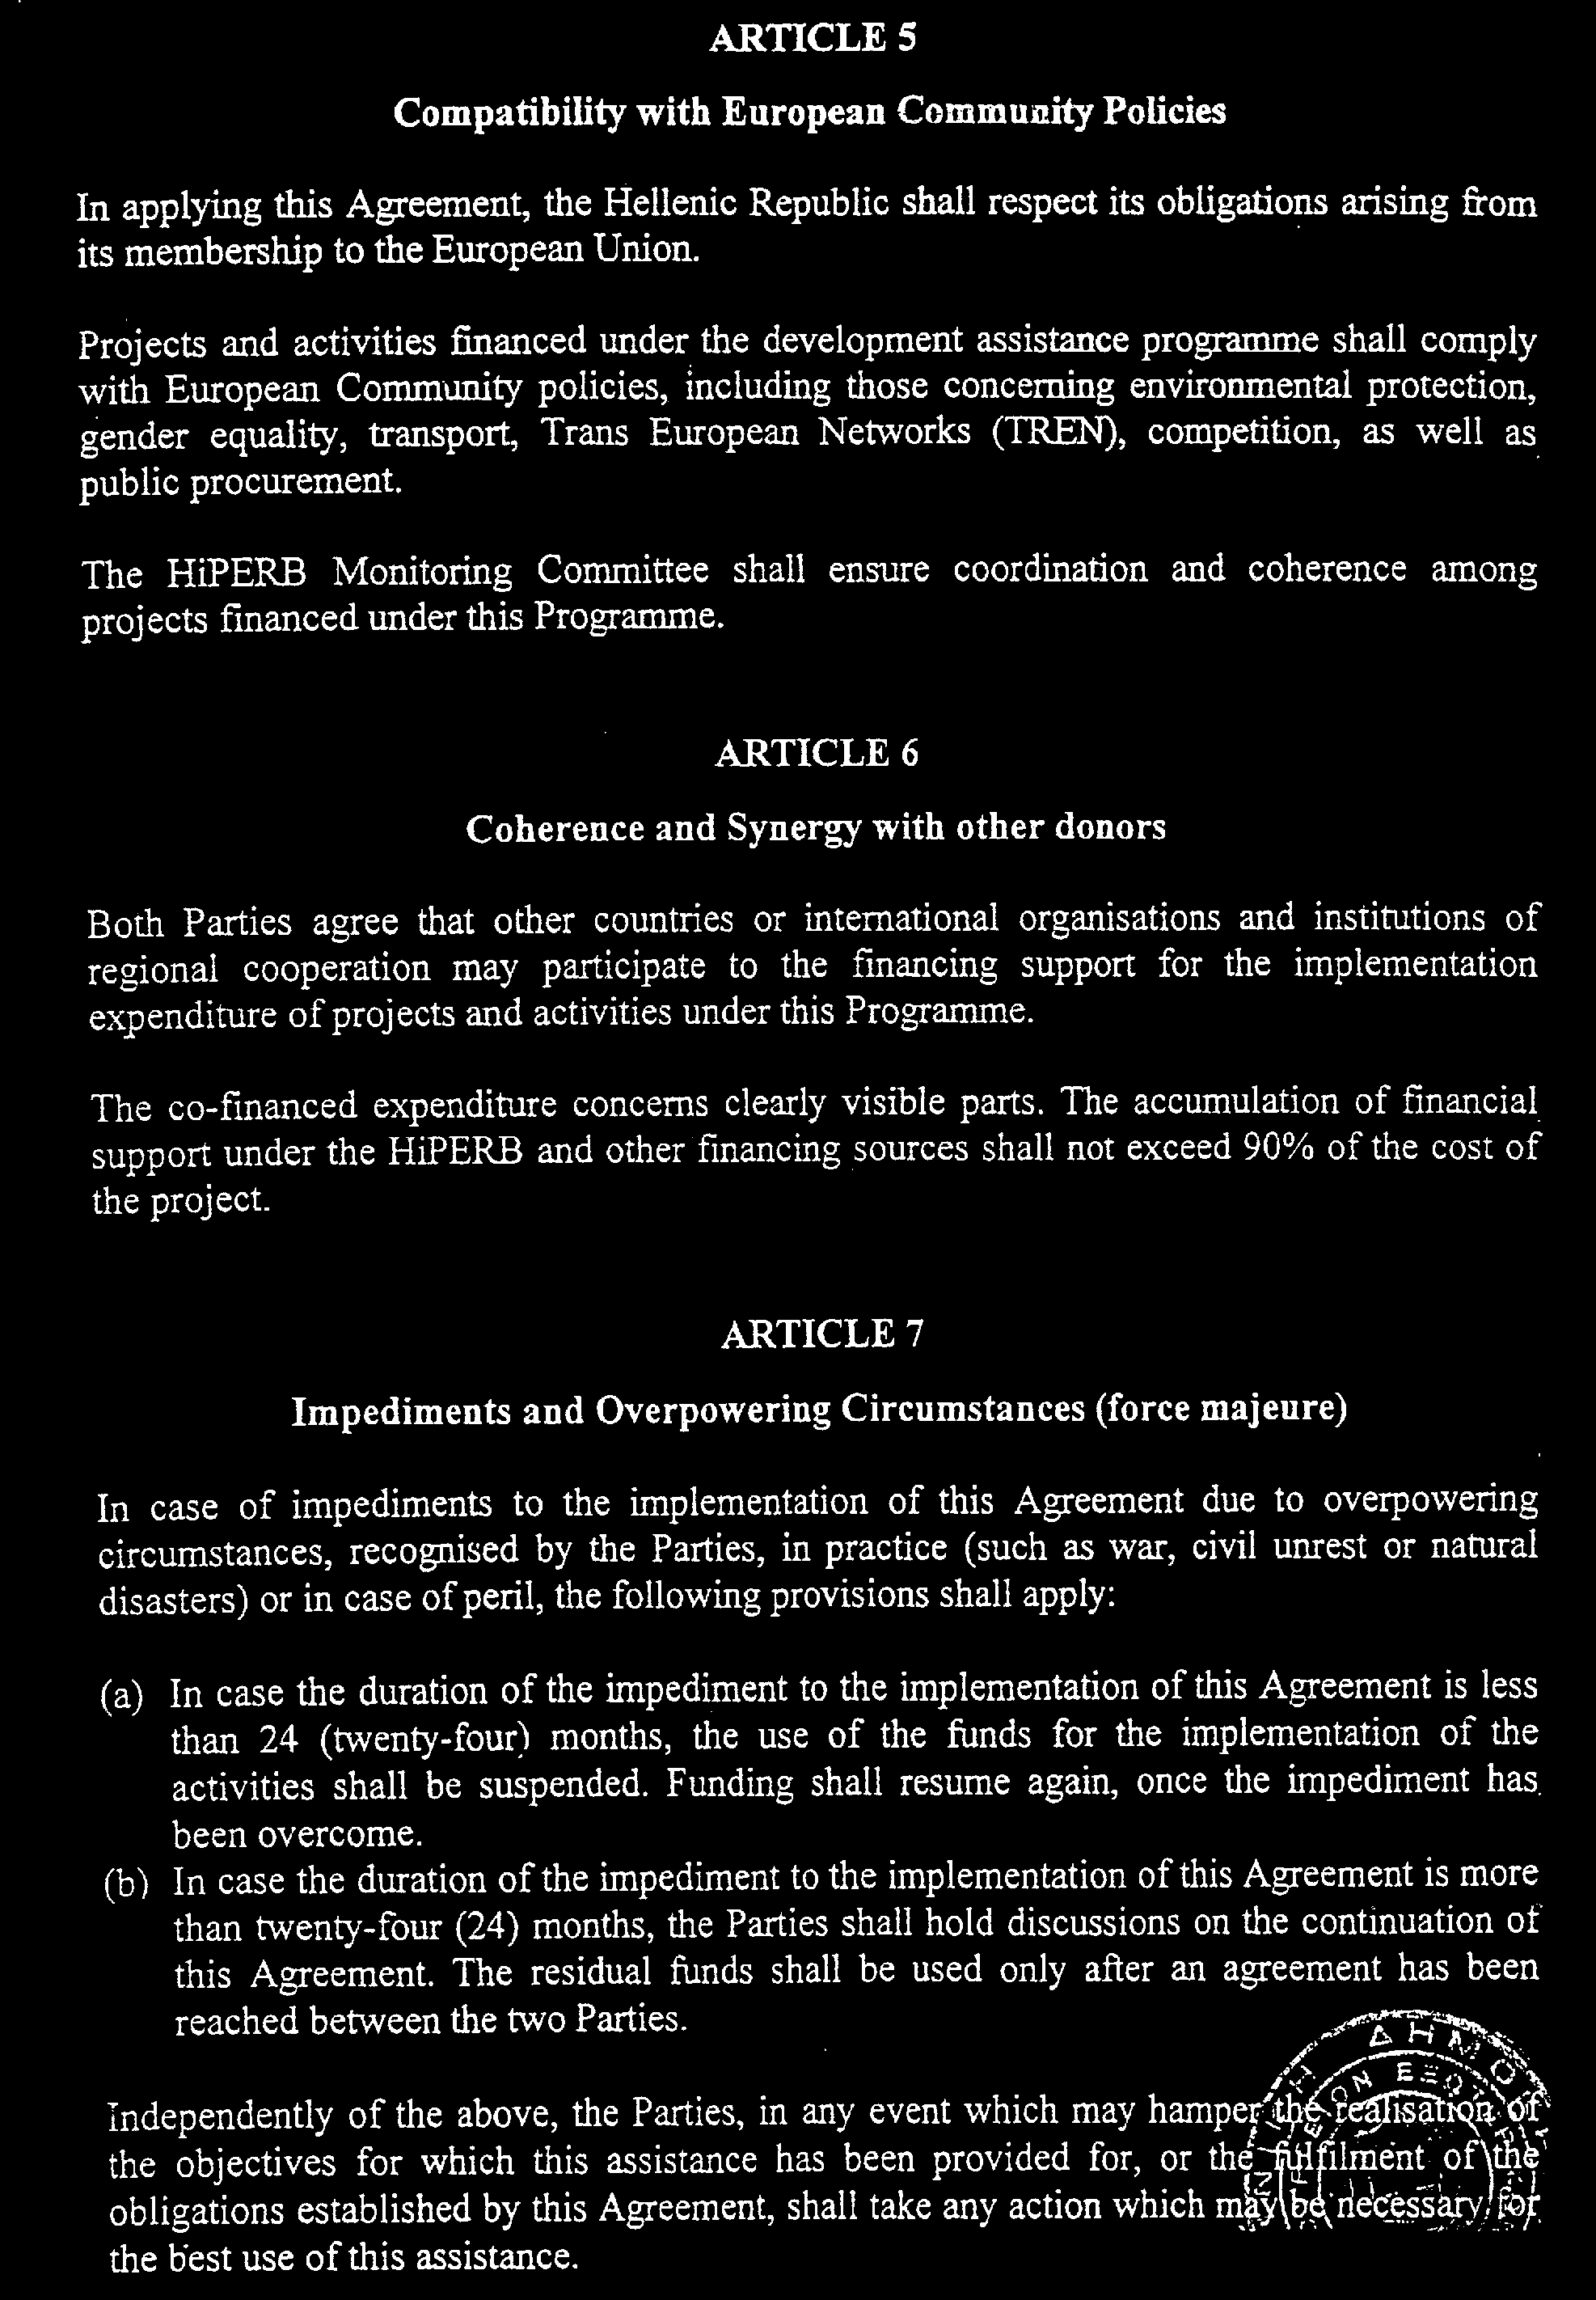 ARTICLE 5
Compatibility with European Community Policies
In applying this Agreement, the Hellenic Republic shall respect its obligations arising from
its membership to the European Union.
Projects and activities financed under the development assistance programme shall comply
with European Community policies, including those concerning environmental protection,
gender equality, transport, Trans European Networks (TREN), competition, as well as
public procurement.
The HiPERB Monitoring Committee shall ensure coordination and coherence among
projects financed under this Programme.
ARTICLE 6
Coherence and Synergy with other donors
Both Parties agree that other countries or international organisations and institutions of
regional cooperation may participate to the financing support for the implementation
expenditure of projects and activities under this Programme.
The co-financed expenditure concerns clearly visible parts. The accumulation of financial
support under the HiPERB and other financing sources shall not exceed 90% of the cost of
the project.
ARTICLE 7
Impediments and Overpowering Circumstances (force majeure)
In case of impediments to the implementation of this Agreement due to overpowering
circumstances, recognised by the Parties, in practice (such as war, civil unrest or natural
disasters) or in case of peril, the following provisions shall apply:
(a) In case the duration of the impediment to the implementation of this Agreement is less
than 24 (twenty-four) months, the use of the funds for the implementation of the
activities shall be suspended. Funding shall resume again, once the impediment has
been overcome.
(b) In case the duration of the impediment to the implementation of this Agreement is more
than twenty-four (24) months, the Parties shall hold discussions on the continuation of
this Agreement. The residual funds shall be used only after an agreement has been
reached between the two Parties.
Independently of the above, the Parties, in any event which may hamper the realisation of
the objectives for which this assistance has been provided for, or the fulfilment of the
obligations established by this Agreement, shall take any action which may be necessary for
the best use of this assistance.